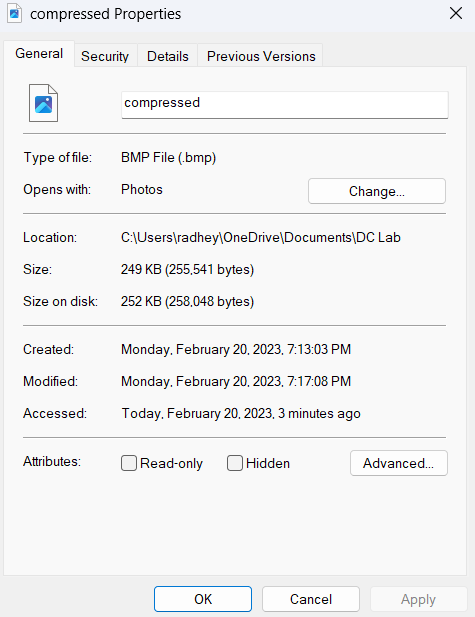 compressed Properties
General Security Details Previous Versions
compressed
Type of file: BMP File (.bmp)
Opens with: Photos Change...
Location: C:\Users\radhey\OneDrive\Documents\DC Lab
Size: 249 KB (255,541 bytes)
Size on disk: 252 KB (258,048 bytes)
Created: Monday, February 20, 2023, 7:13:03 PM
Modified: Monday, February 20, 2023, 7:17:08 PM
Accessed: Today, February 20, 2023, 3 minutes ago
Attributes: Read-only Hidden Advanced...
OK Cancel Apply